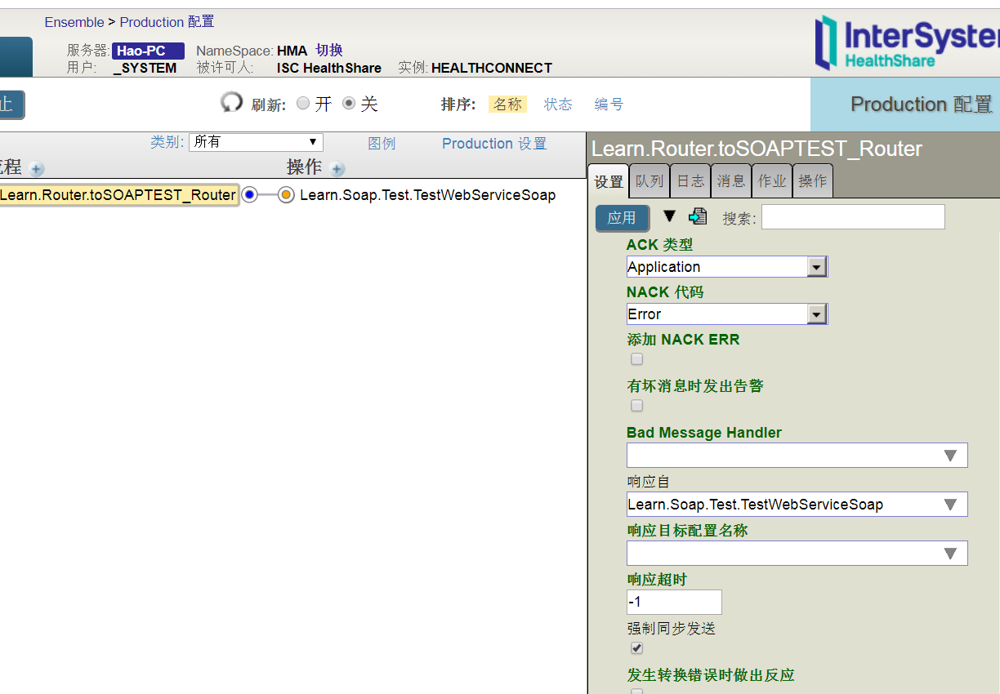 Ensemble > Production 配置
服务器: Hao-PC NameSpace: HMA 切换
用户: _SYSTEM 被许可人: ISC HealthShare 实例: HEALTHCONNECT
InterSyste
HealthShare
止 刷新: 开 关 排序: 名称 状态 编号
Production 配置
类别: 所有 图例 Production 设置
流程 操作
Learn.Router.toSOAPTEST_Router Learn.Soap.Test.TestWebServiceSoap
Learn.Router.toSOAPTEST_Router
设置 队列 日志 消息 作业 操作
应用 搜索:
ACK 类型
Application
NACK 代码
Error
添加 NACK ERR
有坏消息时发出告警
Bad Message Handler
响应自
Learn.Soap.Test.TestWebServiceSoap
响应目标配置名称
响应超时
-1
强制同步发送
发生转换错误时做出反应